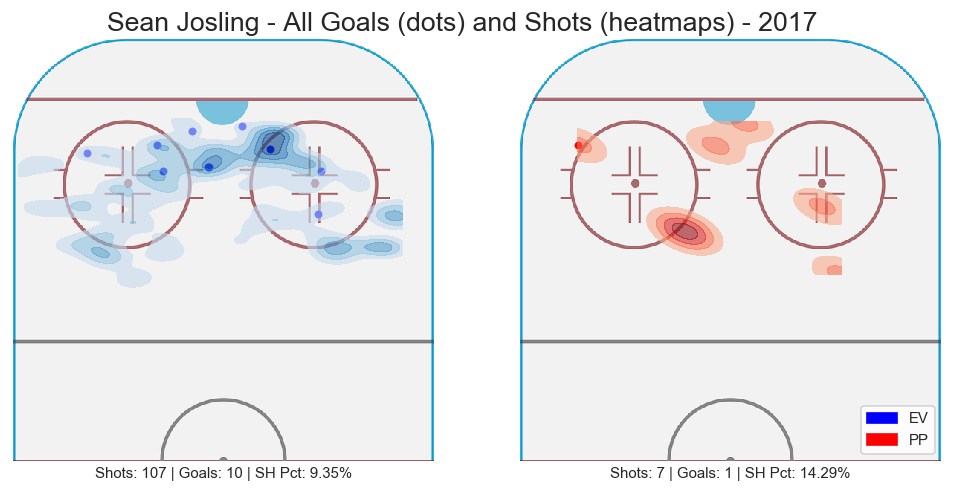 Sean Josling - All Goals (dots) and Shots (heatmaps) - 2017
EV
PP
Shots: 107 | Goals: 10 | SH Pct: 9.35%
Shots: 7 | Goals: 1 | SH Pct: 14.29%